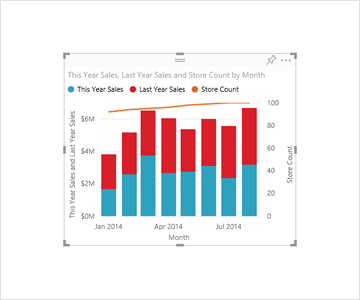 This Year Sales, Last Year Sales and Store Count by Month
This Year Sales Last Year Sales Store Count
This Year Sales and Last Year Sales
$6M
$4M
$2M
$0M
100
80
60
40
20
0
Store Count
Jan 2014 Apr 2014 Jul 2014
Month